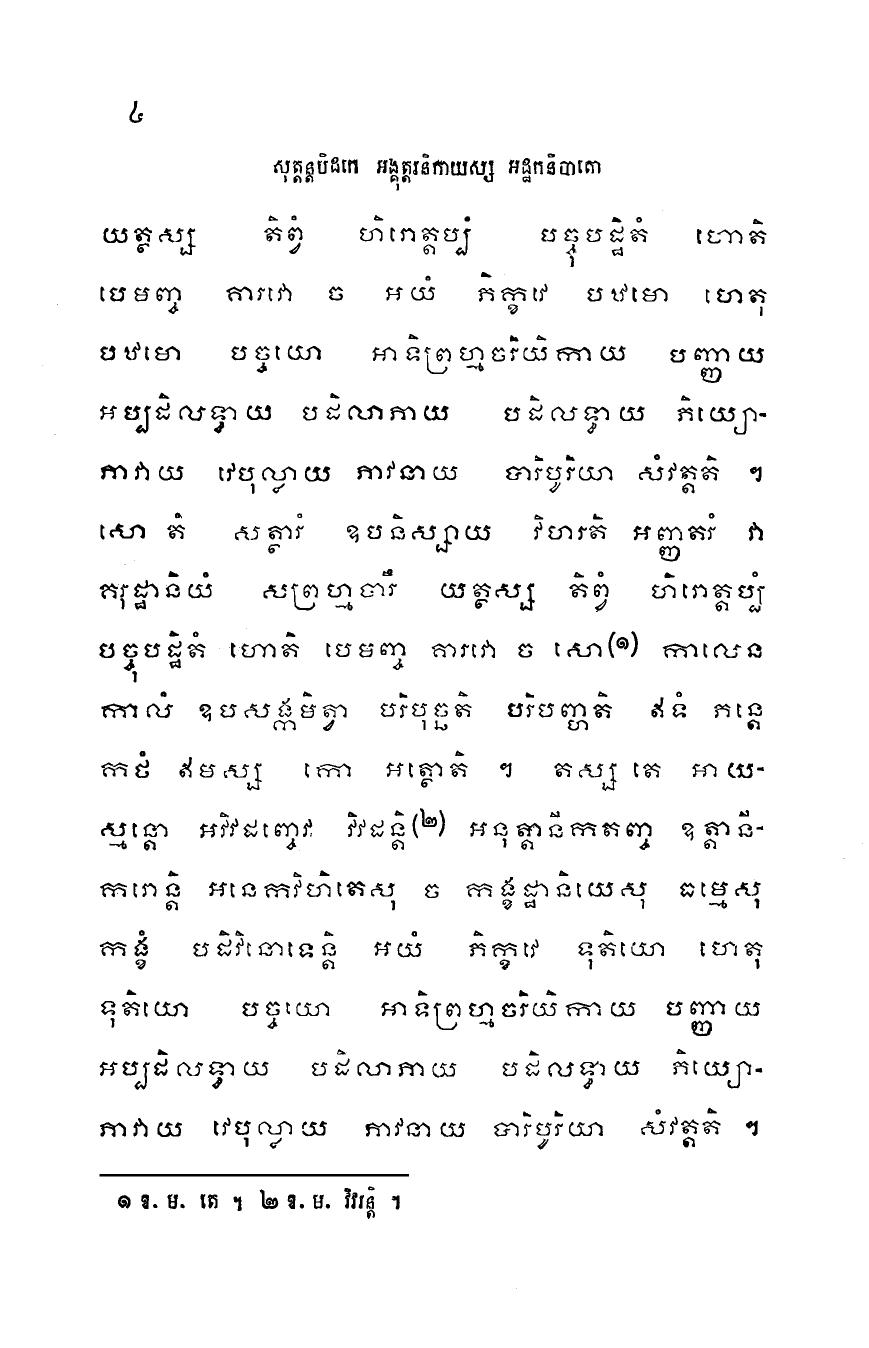 ៤
សុត្តន្តបិដកេ អង្គុត្តរនិកាយស្ស អដ្ឋកនិបាតោ
យត្ថស្ស តិព្វំ ហិរោត្តប្បំ បច្ចុបដ្ឋិតំ ហោតិ
បេមញ្ច គារវោ ច អយំ ភិក្ខវេ បឋមោ ហេតុ
បឋមោ បច្ចយោ អាទិព្រហ្មចរិយិកាយ បញ្ញាយ
អប្បដិលទ្ធាយ បដិលាភាយ បដិលទ្ធាយ ភិយ្យោ-
ភាវាយ វេបុល្លាយ ភាវនាយ បារិបូរិយា សំវត្តតិ ។
សោ តំ សត្ថារំ ឧបនិស្សាយ វិហរតិ អញ្ញតរំ វា
គរុដ្ឋានិយំ សព្រហ្មចារឹ យត្ថស្ស តិព្វំ ហិរោត្តប្បំ
បច្ចុបដ្ឋិតំ ហោតិ បេមញ្ច គារវោ ច សោ(១) កាលេន
កាលំ ឧបសង្កមិត្វា បរិបុច្ឆតិ បរិបញ្ហតិ ឥទំ ភន្តេ
កថំ ឥមស្ស កោ អត្ថោតិ ។ តស្ស តេ អាយ-
ស្មន្តោ អវិវដញ្ចេវ វិវដន្តិ(២) អនុត្តានីកតញ្ច ឧត្តានី-
ករោន្តិ អនេកវិហិតេសុ ច កង្ខដ្ឋានិយេសុ ធម្មេសុ
កង្ខំ បដិវិនោទេន្តិ អយំ ភិក្ខវេ ទុតិយោ ហេតុ
ទុតិយោ បច្ចយោ អាទិព្រហ្មចរិយិកាយ បញ្ញាយ
អប្បដិលទ្ធាយ បដិលាភាយ បដិលទ្ធាយ ភិយ្យោ-
ភាវាយ វេបុល្លាយ ភាវនាយ បារិបូរិយា សំវត្តតិ ។
១ ឱ. ម. តេ ។ ២ ឱ. ម. វិវរន្តិ ។